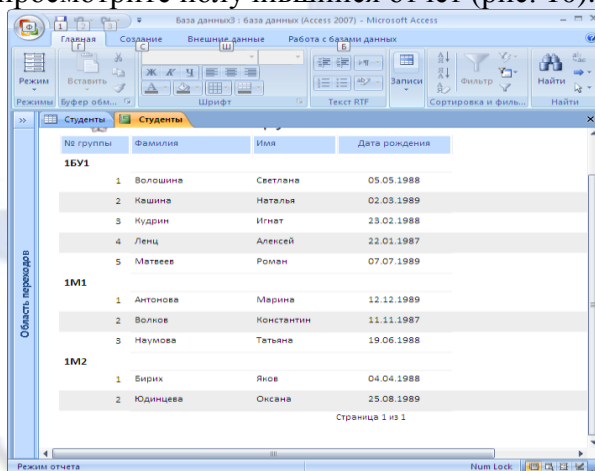 просмотрите получившийся отчет (рис. 10).
База данных3 : база данных (Access 2007) - Microsoft Access
1 2 3
Главная Создание Внешние данные Работа с базами данных
Г С Ш Б
Режим Вставить Ж К Ч Записи Фильтр Найти
Режимы Буфер обм... Шрифт Текст RTF Сортировка и филь... Найти
Студенты Студенты
№ группы Фамилия Имя Дата рождения
1БУ1
1 Волошина Светлана 05.05.1988
2 Кашина Наталья 02.03.1989
3 Кудрин Игнат 23.02.1988
4 Ленц Алексей 22.01.1987
5 Матвеев Роман 07.07.1989
1М1
1 Антонова Марина 12.12.1989
2 Волков Константин 11.11.1987
3 Наумова Татьяна 19.06.1988
1М2
1 Бирих Яков 04.04.1988
2 Юдинцева Оксана 25.08.1989
Страница 1 из 1
Область переходов
Режим отчета Num Lock